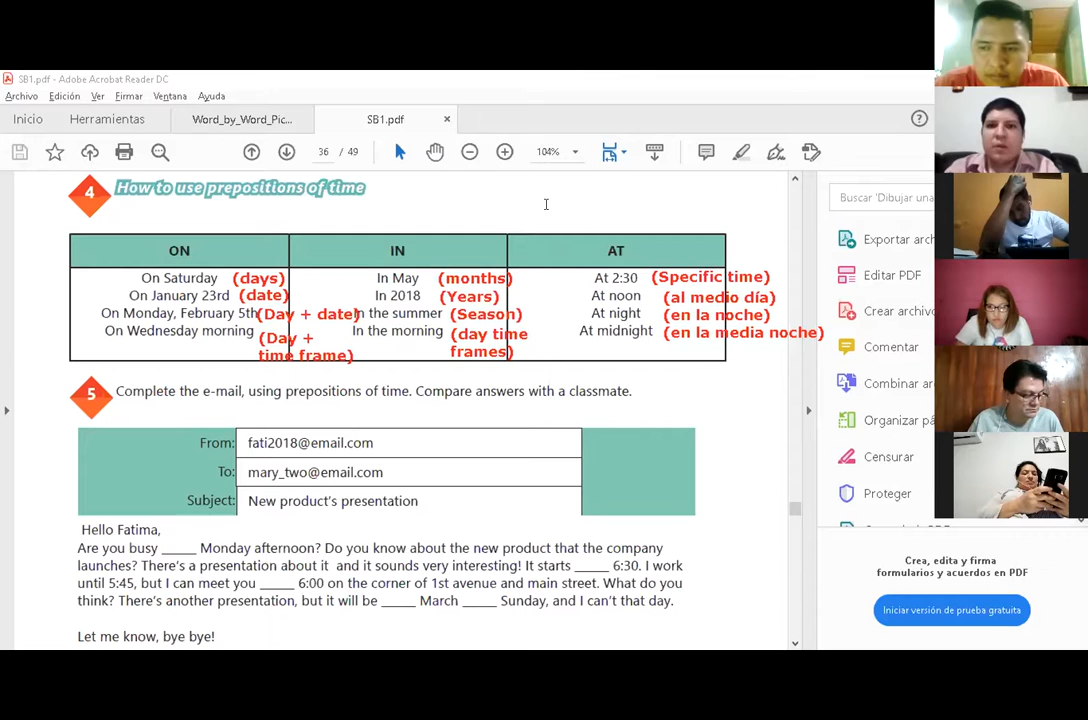 SB1.pdf - Adobe Acrobat Reader DC
Archivo Edición Ver Firmar Ventana Ayuda
Inicio Herramientas Word_by_Word_Pic... SB1.pdf ×
36 / 49 104%
4 How to use prepositions of time
ON IN AT
On Saturday (days) In May (months) At 2:30 (Specific time)
On January 23rd (date) In 2018 (Years) At noon (al medio día)
On Monday, February 5th (Day + date) In the summer (Season) At night (en la noche)
On Wednesday morning (Day + time frame) In the morning (day time frames) At midnight (en la media noche)
5 Complete the e-mail, using prepositions of time. Compare answers with a classmate.
From: fati2018@email.com
To: mary_two@email.com
Subject: New product's presentation
Hello Fatima,
Are you busy _____ Monday afternoon? Do you know about the new product that the company
launches? There's a presentation about it and it sounds very interesting! It starts _____ 6:30. I work
until 5:45, but I can meet you _____ 6:00 on the corner of 1st avenue and main street. What do you
think? There's another presentation, but it will be _____ March _____ Sunday, and I can't that day.
Let me know, bye bye!
Buscar 'Dibujar una
Exportar arch
Editar PDF
Crear archivo
Comentario
Combinar ar
Organizar pá
Censurar
Proteger
Crea, edita y firma
formularios y acuerdos en PDF
Iniciar versión de prueba gratuita